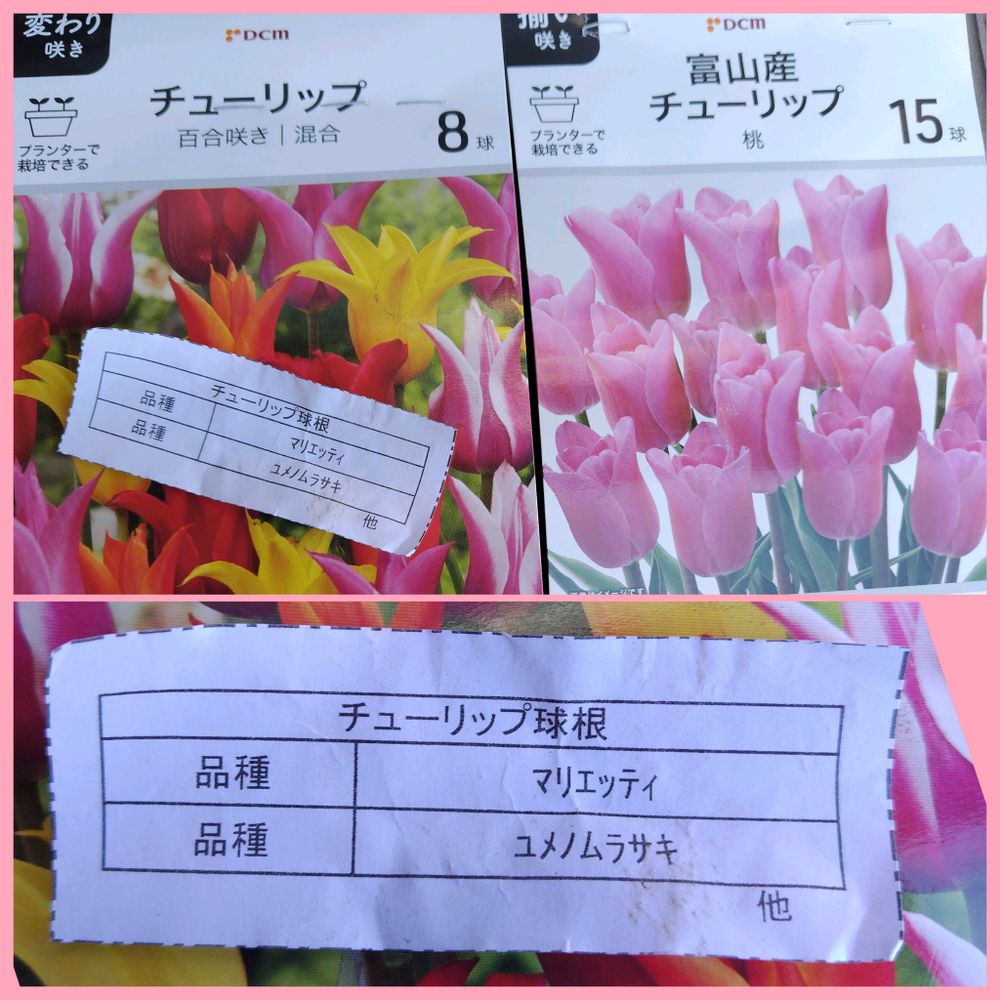 変わり
咲き
DCM
チューリップ
百合咲き|混合
8球
プランターで
栽培できる
チューリップ球根
品種 マリエッティ
品種 ユメノムラサキ
他
揃い
咲き
DCM
富山産
チューリップ
桃
15球
プランターで
栽培できる
チューリップ球根
品種 マリエッティ
品種 ユメノムラサキ
他